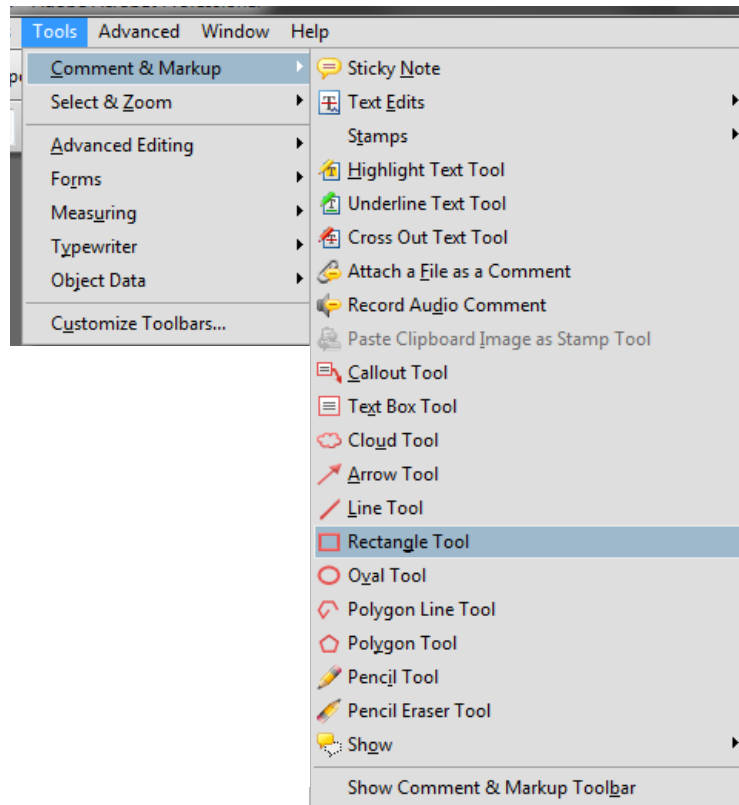 Tools Advanced Window Help
Comment & Markup
Select & Zoom
Advanced Editing
Forms
Measuring
Typewriter
Object Data
Customize Toolbars...
Sticky Note
Text Edits
Stamps
Highlight Text Tool
Underline Text Tool
Cross Out Text Tool
Attach a File as a Comment
Record Audio Comment
Paste Clipboard Image as Stamp Tool
Callout Tool
Text Box Tool
Cloud Tool
Arrow Tool
Line Tool
Rectangle Tool
Oval Tool
Polygon Line Tool
Polygon Tool
Pencil Tool
Pencil Eraser Tool
Show
Show Comment & Markup Toolbar